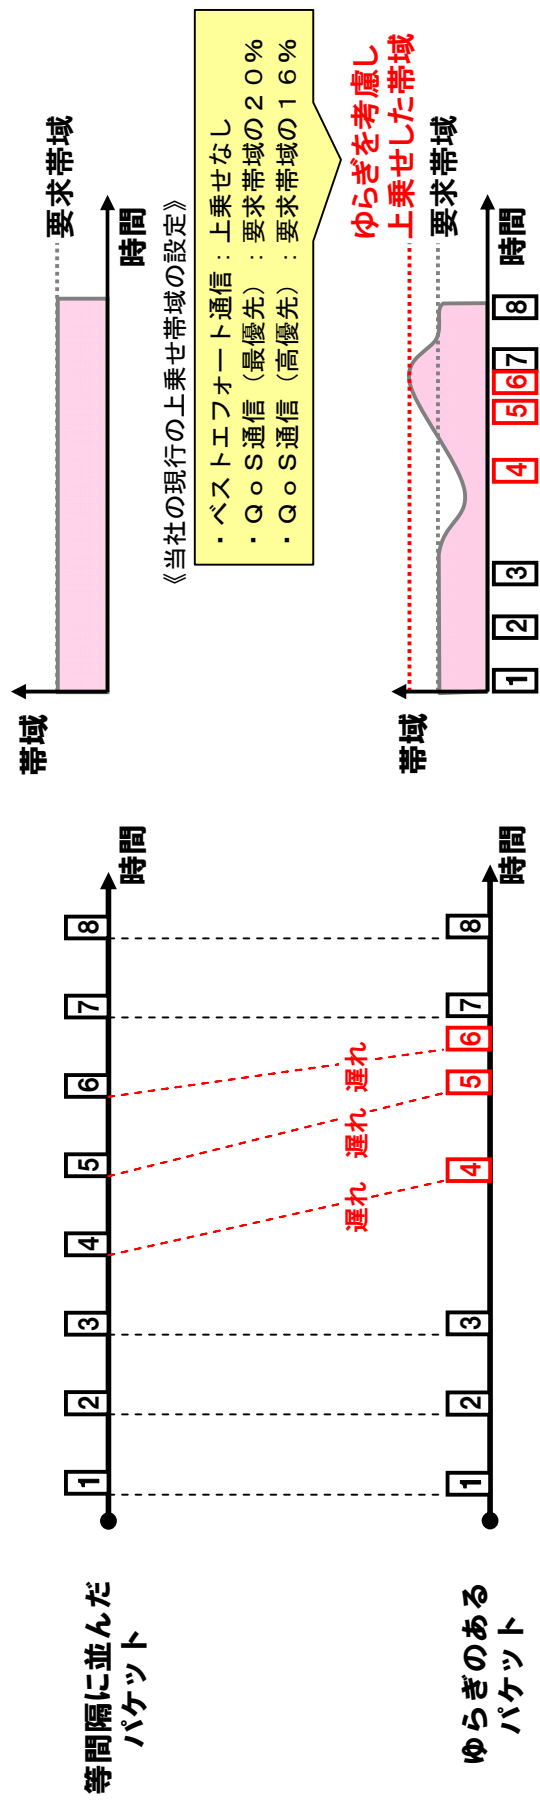 等間隔に並んだ
パケット
1 2 3 4 5 6 7 8
時間
遅れ 遅れ 遅れ
ゆらぎのある
パケット
1 2 3 4 5 6 7 8
時間
帯域
要求帯域
時間
《当社の現行の上乗せ帯域の設定》
・ベストエフォート通信：上乗せなし
・ＱｏＳ通信（最優先）：要求帯域の２０％
・ＱｏＳ通信（高優先）：要求帯域の１６％
ゆらぎを考慮し
上乗せした帯域
帯域
要求帯域
時間
1 2 3 4 5 6 7 8